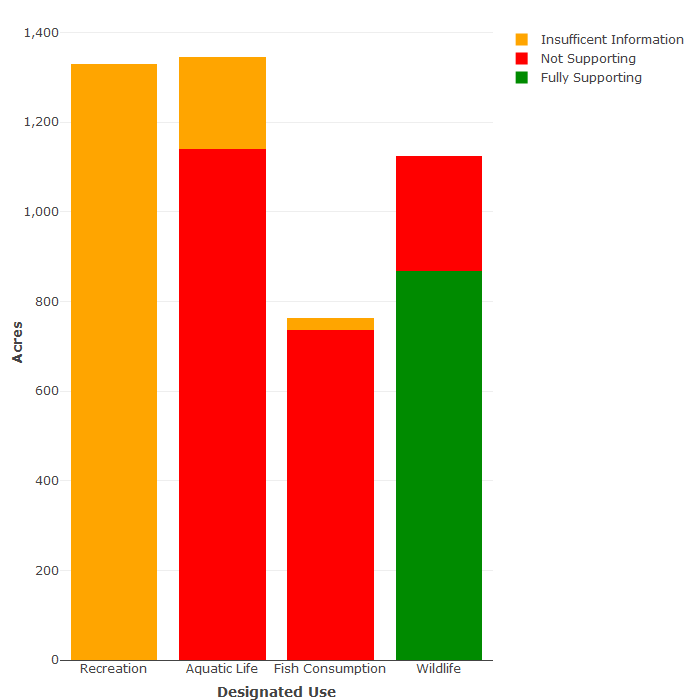 1,400
1,200
1,000
800
600
400
200
0
Acres
Recreation
Aquatic Life
Fish Consumption
Wildlife
Designated Use
Insufficent Information
Not Supporting
Fully Supporting